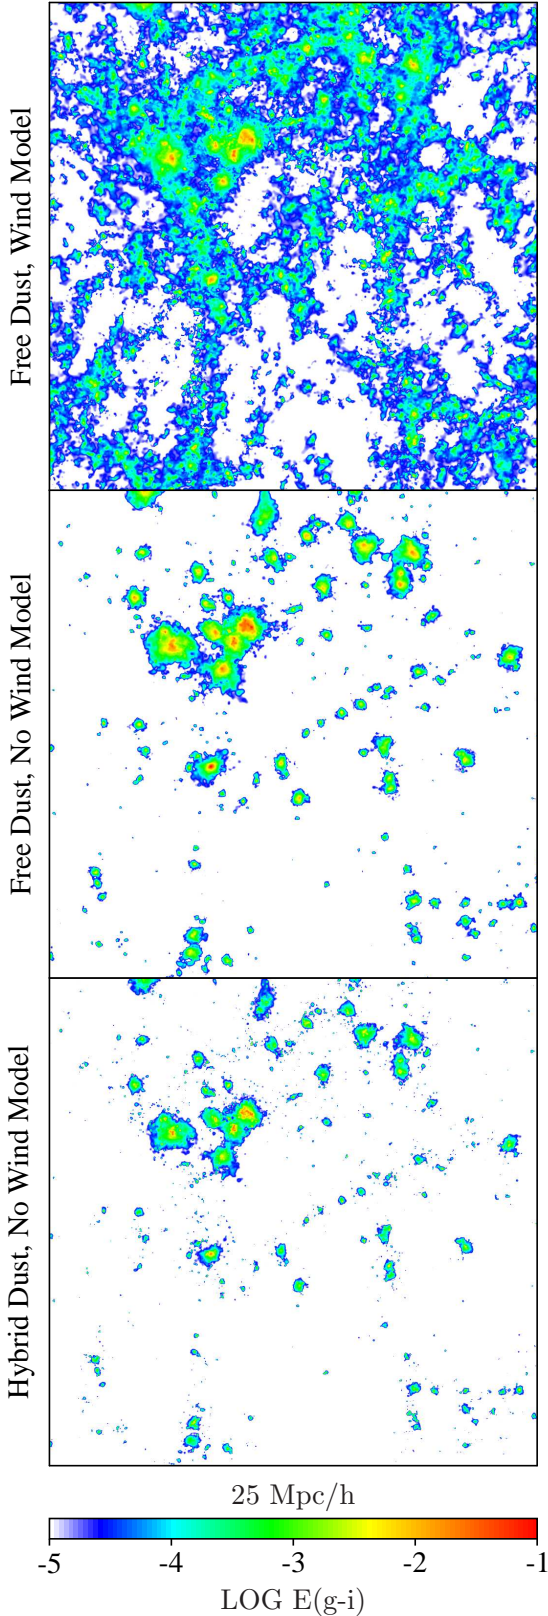 Free Dust, Wind Model
Free Dust, No Wind Model
Hybrid Dust, No Wind Model
25 Mpc/h
-5 -4 -3 -2 -1
LOG E(g-i)